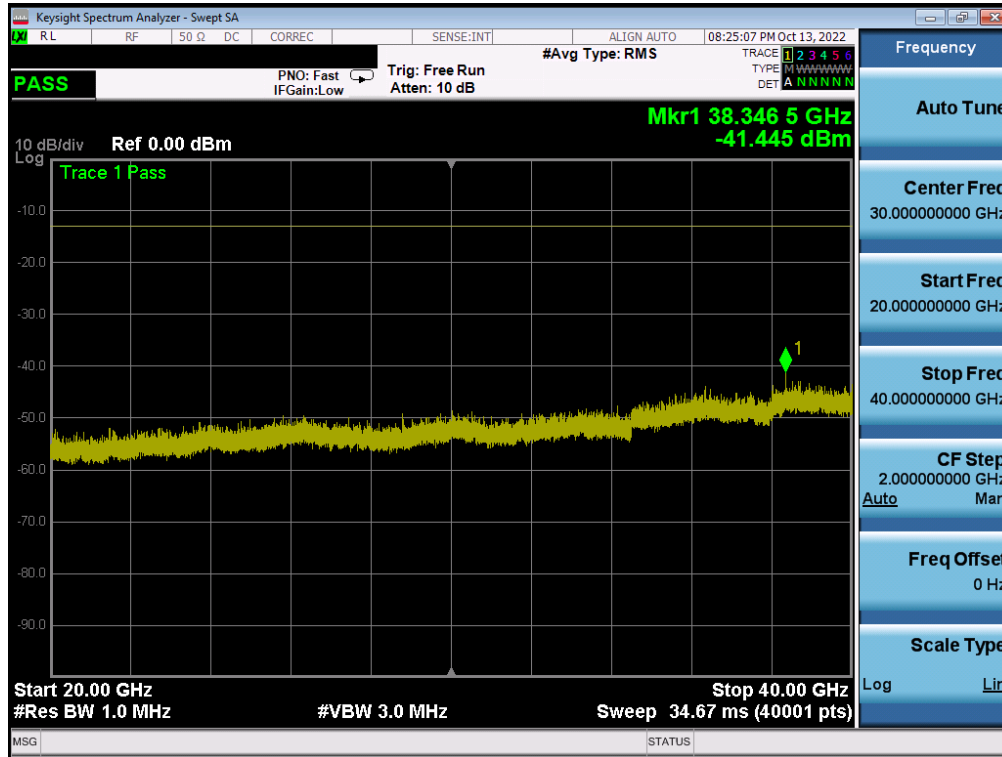 Keysight Spectrum Analyzer - Swept SA
LXI RL RF 50 Ω DC CORREC SENSE:INT ALIGN AUTO 08:25:07 PM Oct 13, 2022
PASS
PNO: Fast
IFGain:Low
Trig: Free Run
Atten: 10 dB
#Avg Type: RMS
TRACE 1 2 3 4 5 6
TYPE M WWWWW
DET A N N N N N
Mkr1 38.346 5 GHz
-41.445 dBm
10 dB/div Ref 0.00 dBm
Log
Trace 1 Pass
1
-10.0
-20.0
-30.0
-40.0
-50.0
-60.0
-70.0
-80.0
-90.0
Start 20.00 GHz Stop 40.00 GHz
#Res BW 1.0 MHz #VBW 3.0 MHz Sweep 34.67 ms (40001 pts)
MSG STATUS
Frequency
Auto Tune
Center Freq
30.000000000 GHz
Start Freq
20.000000000 GHz
Stop Freq
40.000000000 GHz
CF Step
2.000000000 GHz
Auto Man
Freq Offset
0 Hz
Scale Type
Log Lin